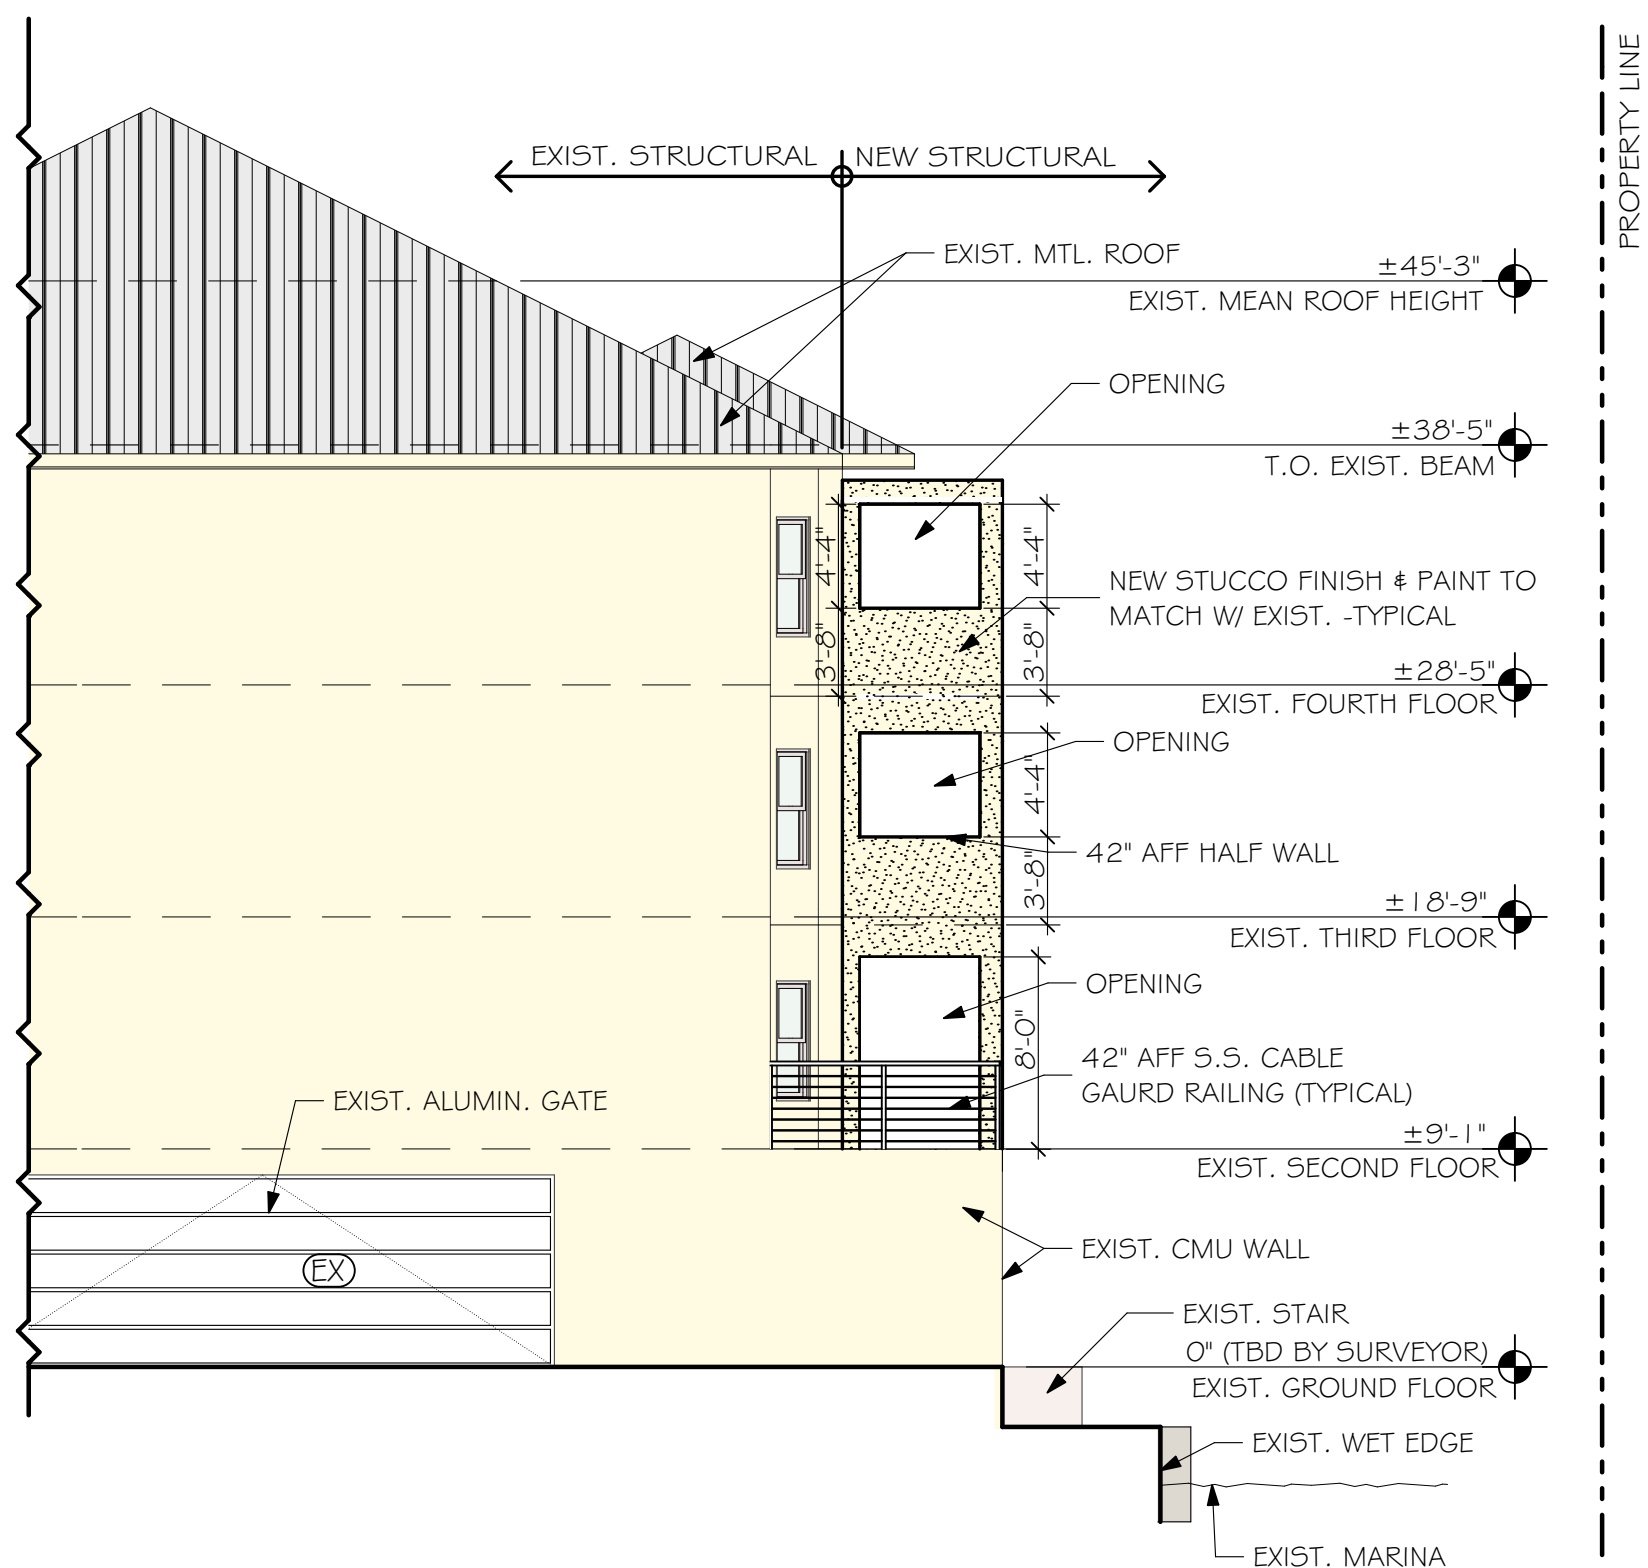 PROPERTY LINE
EXIST. STRUCTURAL
NEW STRUCTURAL
EXIST. MTL. ROOF
±45'-3"
EXIST. MEAN ROOF HEIGHT
OPENING
±38'-5"
T.O. EXIST. BEAM
4'-4"
4'-4"
NEW STUCCO FINISH & PAINT TO
MATCH W/ EXIST. -TYPICAL
3'-8"
3'-8"
±28'-5"
EXIST. FOURTH FLOOR
OPENING
4'-4"
42" AFF HALF WALL
3'-8"
±18'-9"
EXIST. THIRD FLOOR
OPENING
8'-0"
42" AFF S.S. CABLE
GAURD RAILING (TYPICAL)
EXIST. ALUMIN. GATE
±9'-1"
EXIST. SECOND FLOOR
EXIST. CMU WALL
EX
EXIST. STAIR
0" (TBD BY SURVEYOR)
EXIST. GROUND FLOOR
EXIST. WET EDGE
EXIST. MARINA